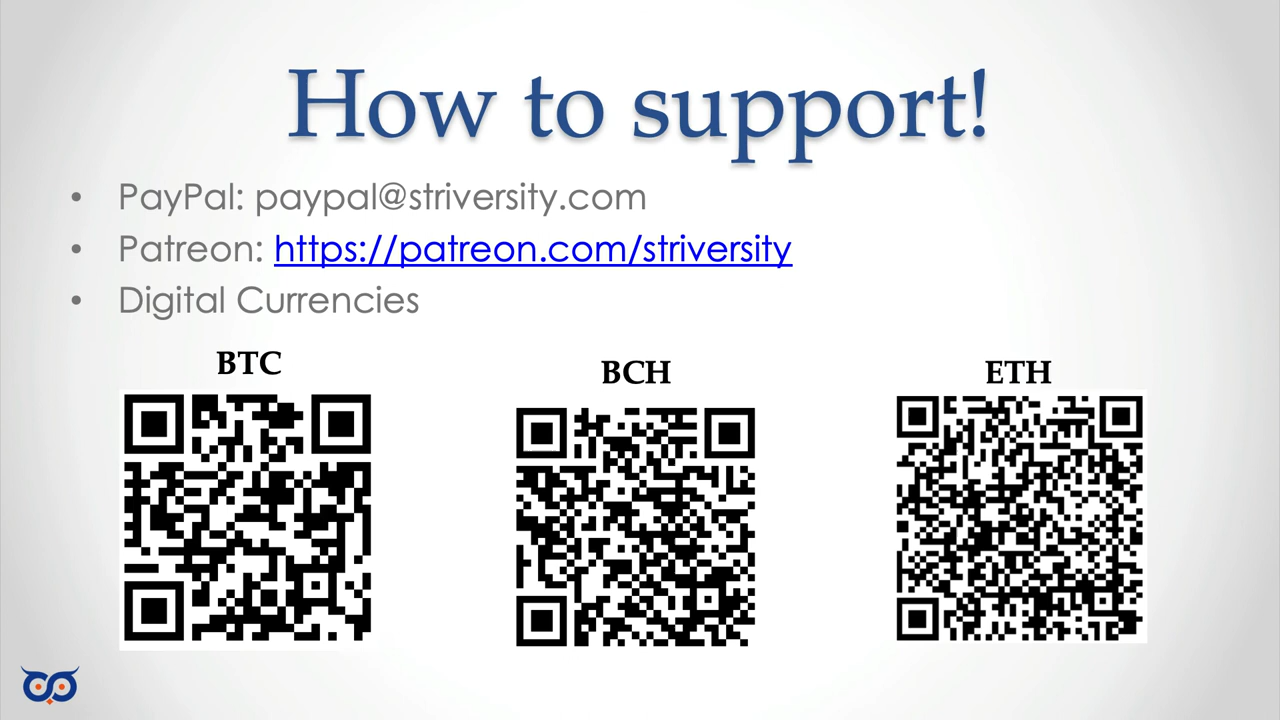 How to support!
• PayPal: paypal@striversity.com
• Patreon: https://patreon.com/striversity
• Digital Currencies
BTC
BCH
ETH